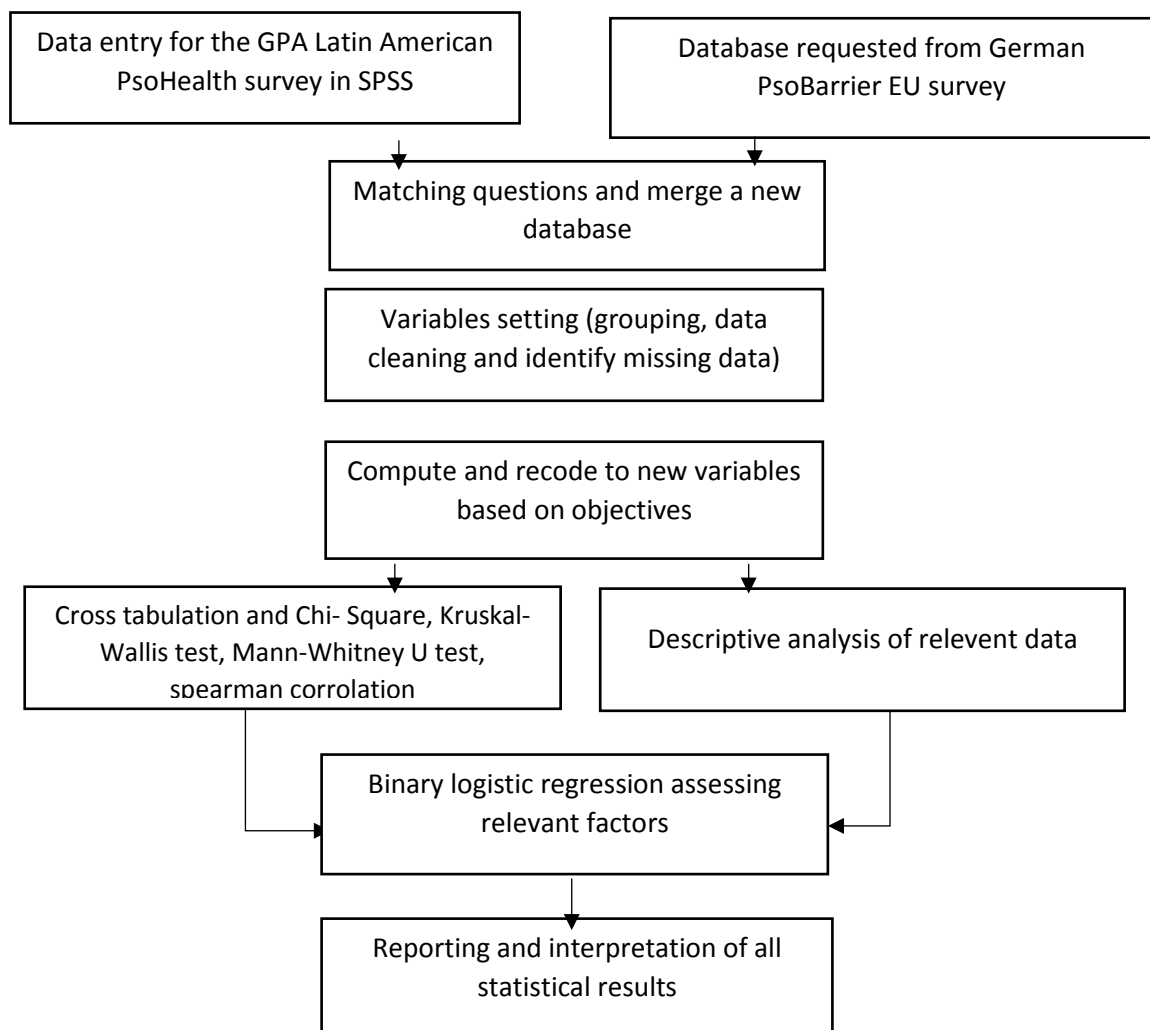 Data entry for the GPA Latin American
PsoHealth survey in SPSS
Database requested from German
PsoBarrier EU survey
Matching questions and merge a new
database
Variables setting (grouping, data
cleaning and identify missing data)
Compute and recode to new variables
based on objectives
Cross tabulation and Chi- Square, Kruskal-
Wallis test, Mann-Whitney U test,
spearman corrolation
Descriptive analysis of relevent data
Binary logistic regression assessing
relevant factors
Reporting and interpretation of all
statistical results